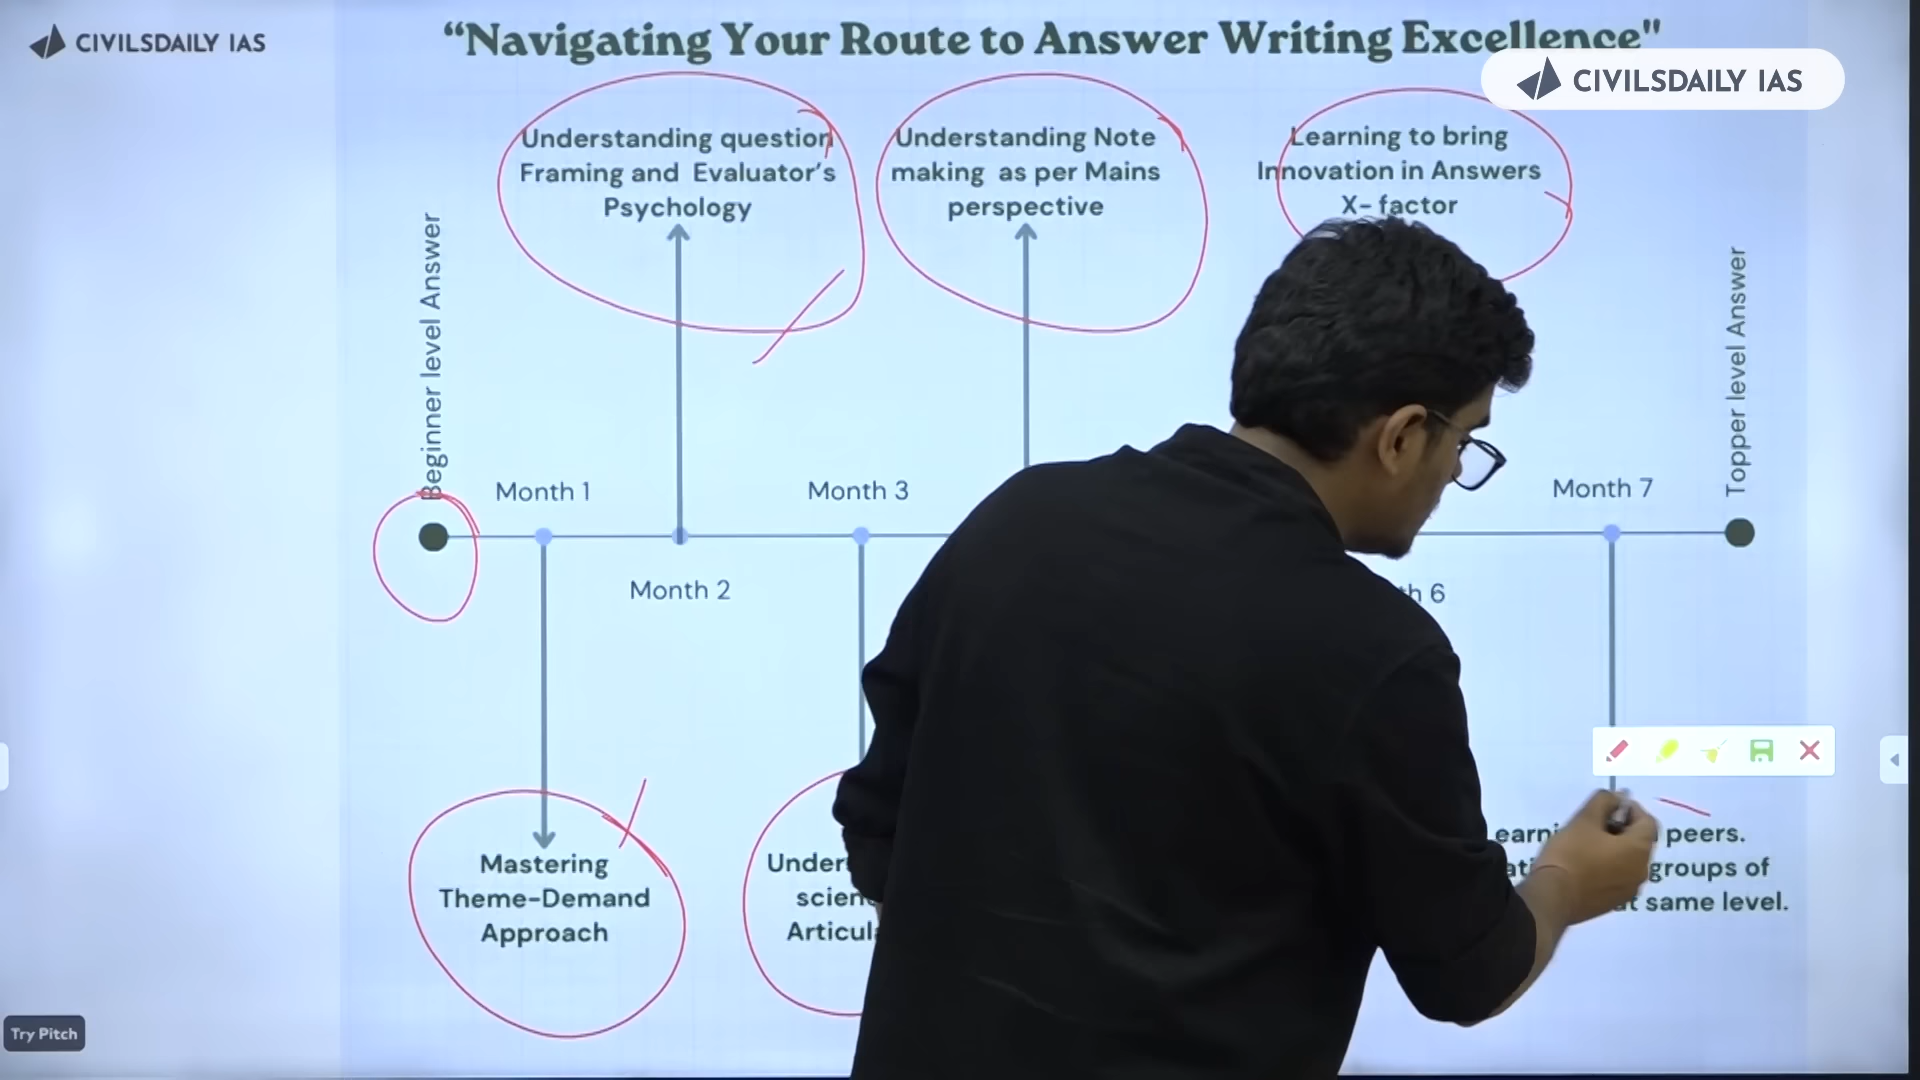 CIVILSDAILY IAS
“Navigating Your Route to Answer Writing Excellence"
CIVILSDAILY IAS
Understanding question
Framing and Evaluator’s
Psychology
Understanding Note
making as per Mains
perspective
Learning to bring
Innovation in Answers
X- factor
Beginner level Answer
Topper level Answer
Month 1
Month 3
Month 7
Month 2
6
Mastering
Theme-Demand
Approach
peers.
groups of
same level.
Try Pitch